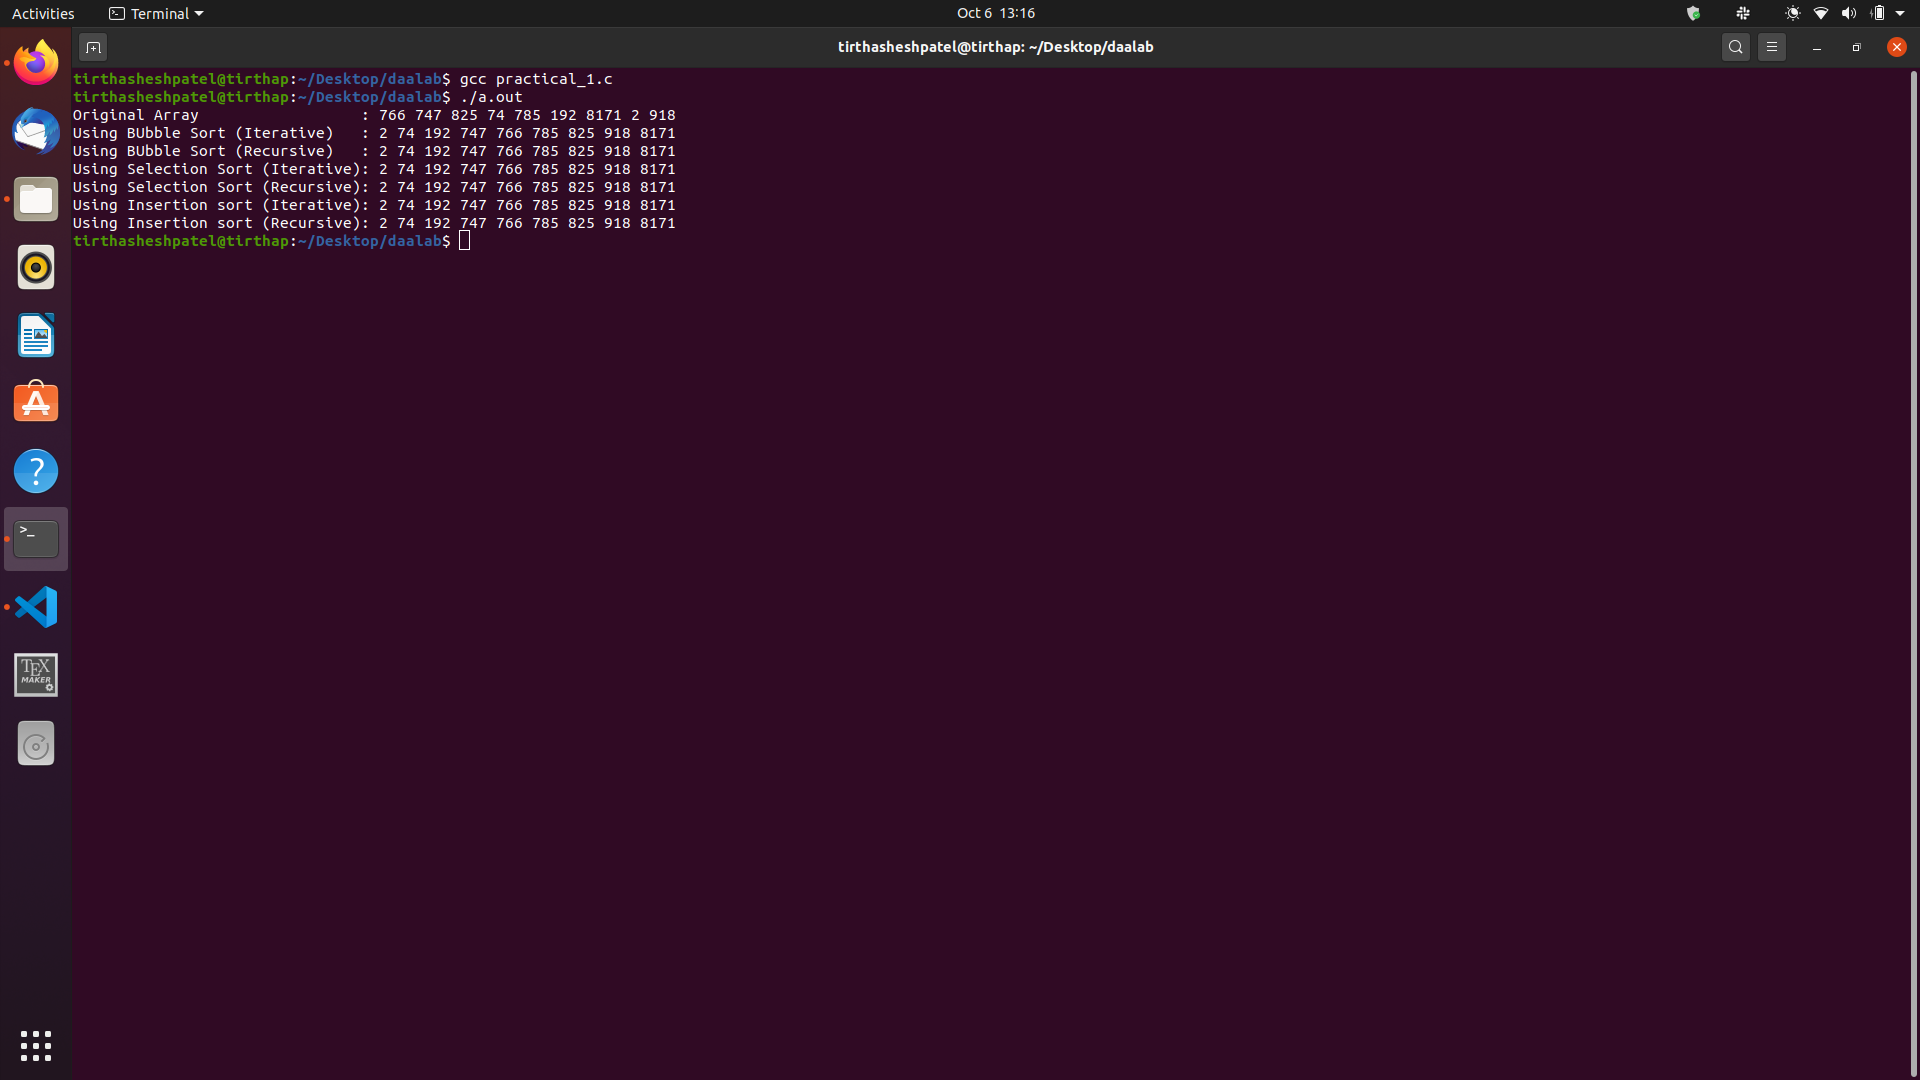 Activities
Terminal
Oct 6 13:16
tirthasheshpatel@tirthap: ~/Desktop/daalab
tirthasheshpatel@tirthap:~/Desktop/daalab$ gcc practical_1.c
tirthasheshpatel@tirthap:~/Desktop/daalab$ ./a.out
Original Array                  : 766 747 825 74 785 192 8171 2 918
Using BUbble Sort (Iterative)   : 2 74 192 747 766 785 825 918 8171
Using BUbble Sort (Recursive)   : 2 74 192 747 766 785 825 918 8171
Using Selection Sort (Iterative): 2 74 192 747 766 785 825 918 8171
Using Selection Sort (Recursive): 2 74 192 747 766 785 825 918 8171
Using Insertion sort (Iterative): 2 74 192 747 766 785 825 918 8171
Using Insertion sort (Recursive): 2 74 192 747 766 785 825 918 8171
tirthasheshpatel@tirthap:~/Desktop/daalab$
?
>_
TEX
MAKER